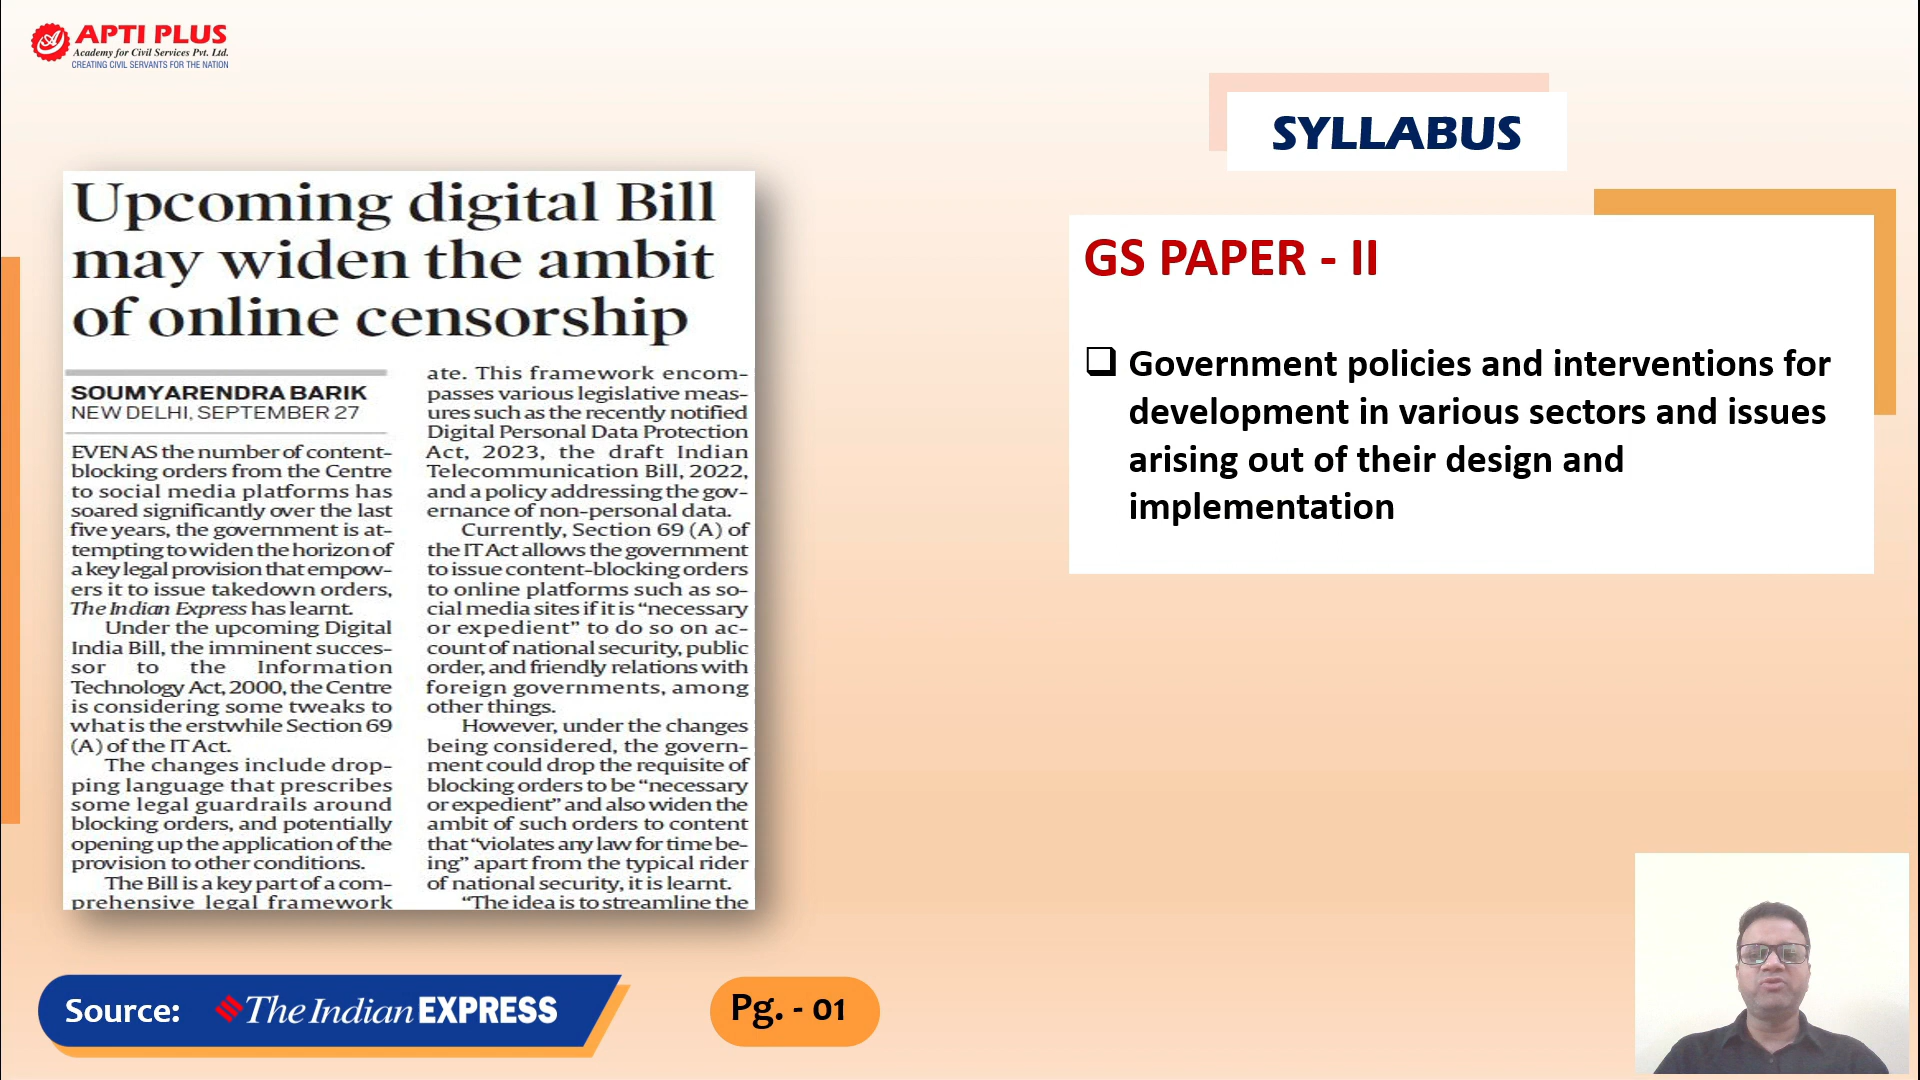 APTI PLUS
Academy for Civil Services Pvt. Ltd.
CREATING CIVIL SERVANTS FOR THE NATION
SYLLABUS
Upcoming digital Bill
may widen the ambit
of online censorship
SOUMYARENDRA BARIK
NEW DELHI, SEPTEMBER 27
EVEN AS the number of content-
blocking orders from the Centre
to social media platforms has
soared significantly over the last
five years, the government is at-
tempting to widen the horizon of
a key legal provision that empow-
ers it to issue takedown orders,
The Indian Express has learnt.
Under the upcoming Digital
India Bill, the imminent succes-
sor to the Information
Technology Act, 2000, the Centre
is considering some tweaks to
what is the erstwhile Section 69
(A) of the IT Act.
The changes include drop-
ping language that prescribes
some legal guardrails around
blocking orders, and potentially
opening up the application of the
provision to other conditions.
The Bill is a key part of a com-
prehensive legal framework
ate. This framework encom-
passes various legislative meas-
ures such as the recently notified
Digital Personal Data Protection
Act, 2023, the draft Indian
Telecommunication Bill, 2022,
and a policy addressing the gov-
ernance of non-personal data.
Currently, Section 69 (A) of
the IT Act allows the government
to issue content-blocking orders
to online platforms such as so-
cial media sites if it is “necessary
or expedient” to do so on ac-
count of national security, public
order, and friendly relations with
foreign governments, among
other things.
However, under the changes
being considered, the govern-
ment could drop the requisite of
blocking orders to be “necessary
or expedient” and also widen the
ambit of such orders to content
that “violates any law for time be-
ing” apart from the typical rider
of national security, it is learnt.
“The idea is to streamline the
GS PAPER - II
Government policies and interventions for
development in various sectors and issues
arising out of their design and
implementation
Source: The Indian EXPRESS
Pg. - 01